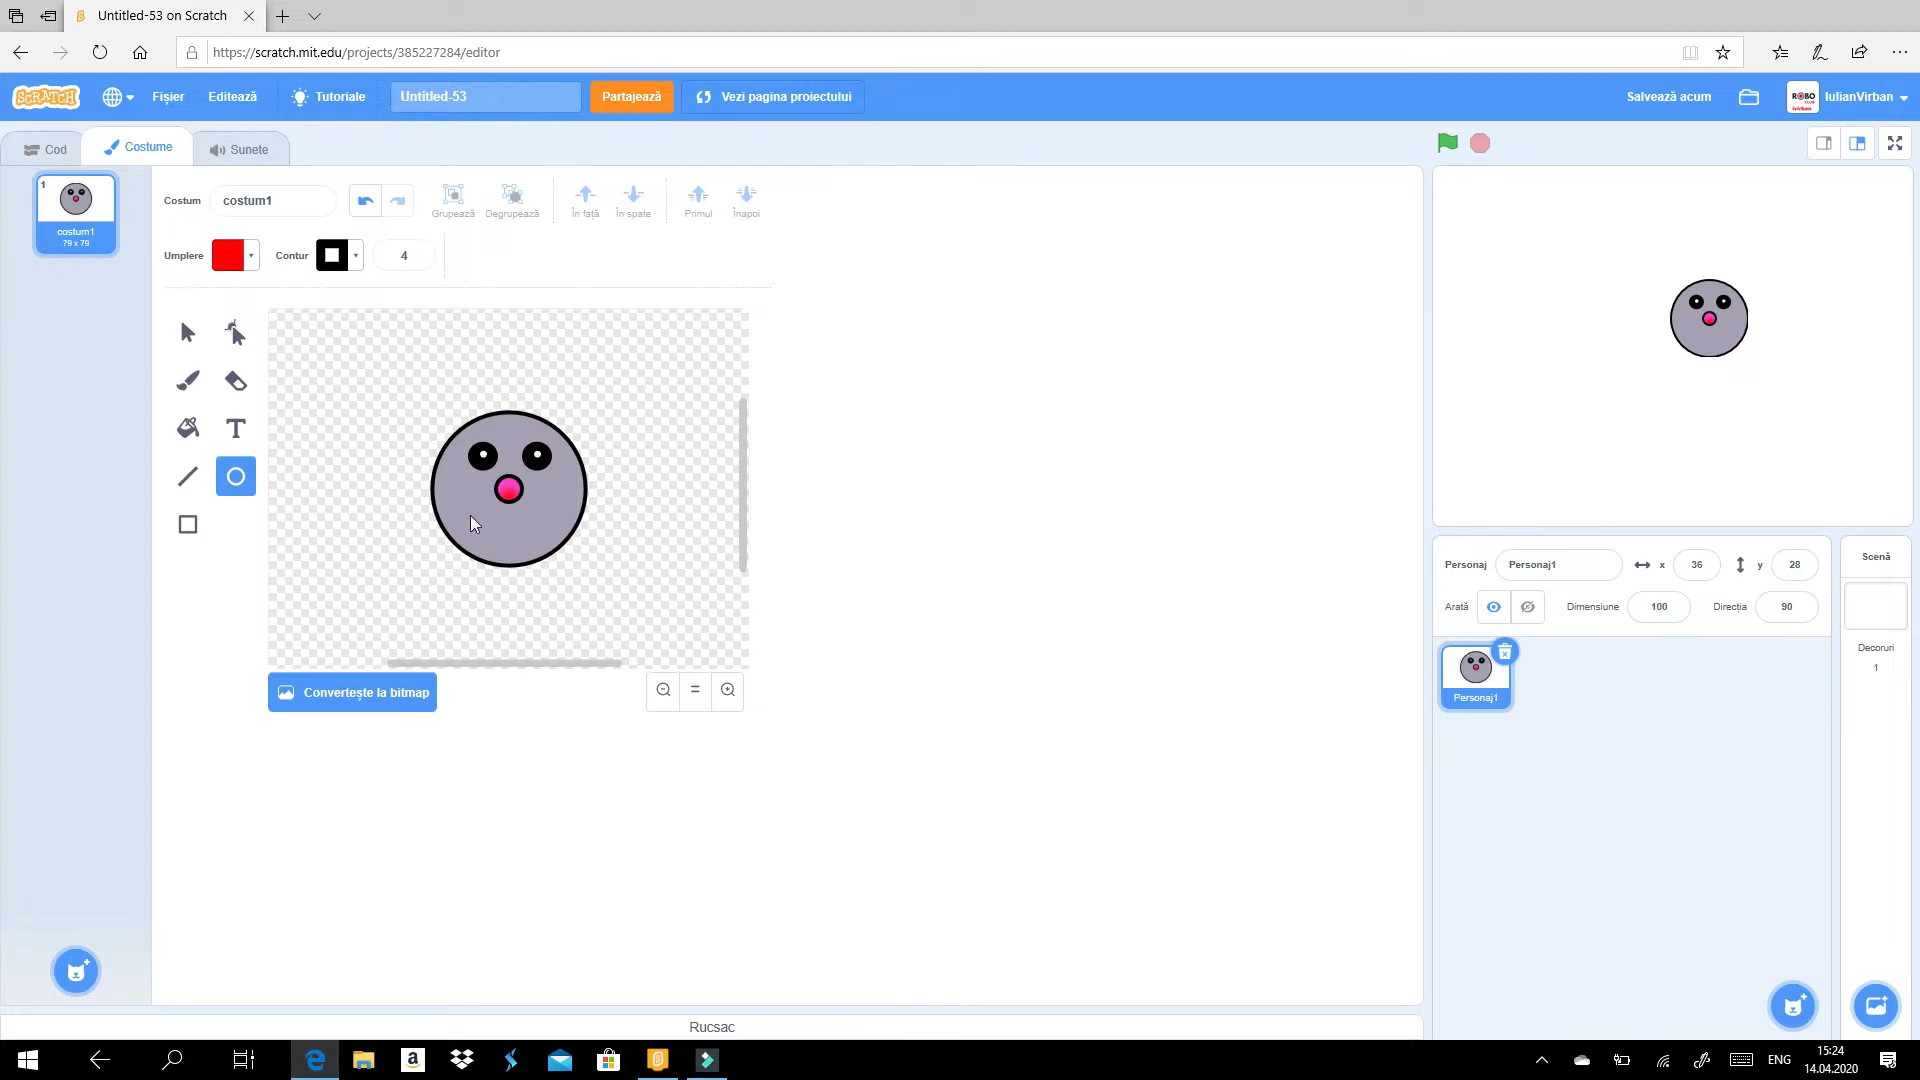 Untitled-53 on Scratch
https://scratch.mit.edu/projects/385227284/editor
SCRATCH
Fișier
Editează
Tutoriale
Untitled-53
Partajează
Vezi pagina proiectului
Salvează acum
ROBO
IulianVirban
Cod
Costume
Sunete
1
costum1
79 x 79
Costum
costum1
Grupează
Degrupează
În față
În spate
Primul
Înapoi
Umplere
Contur
4
T
Convertește la bitmap
Personaj
Personaj1
x
36
y
28
Arată
Dimensiune
100
Direcția
90
Personaj1
Scenă
Decoruri
1
Rucsac
ENG
15:24
14.04.2020